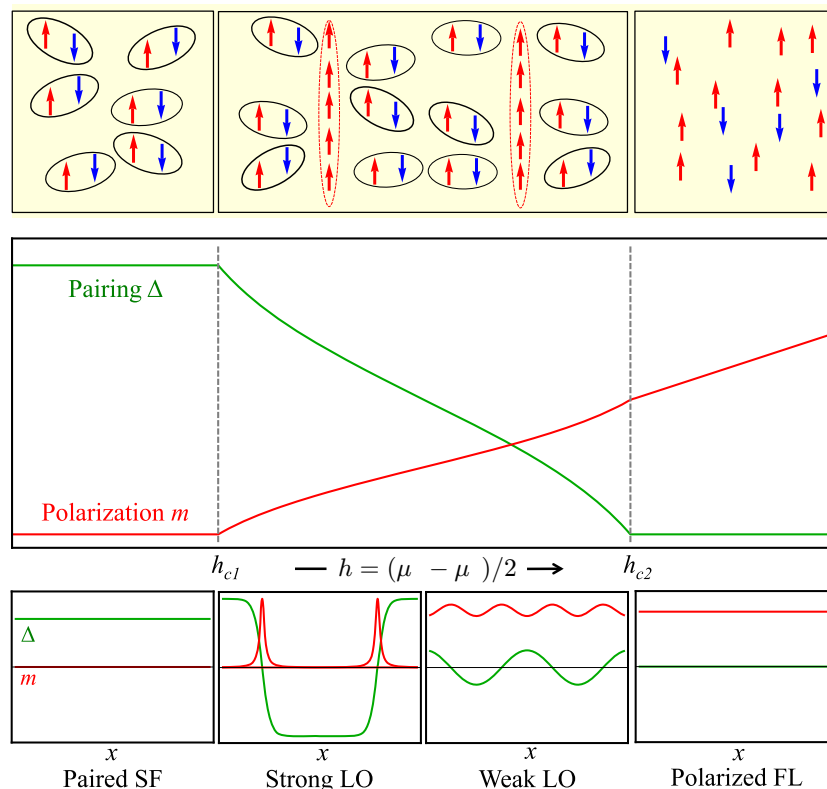 Pairing Δ
Polarization m
h_c1 — h = (μ − μ )/2 → h_c2
Δ
m
x x x x
Paired SF Strong LO Weak LO Polarized FL